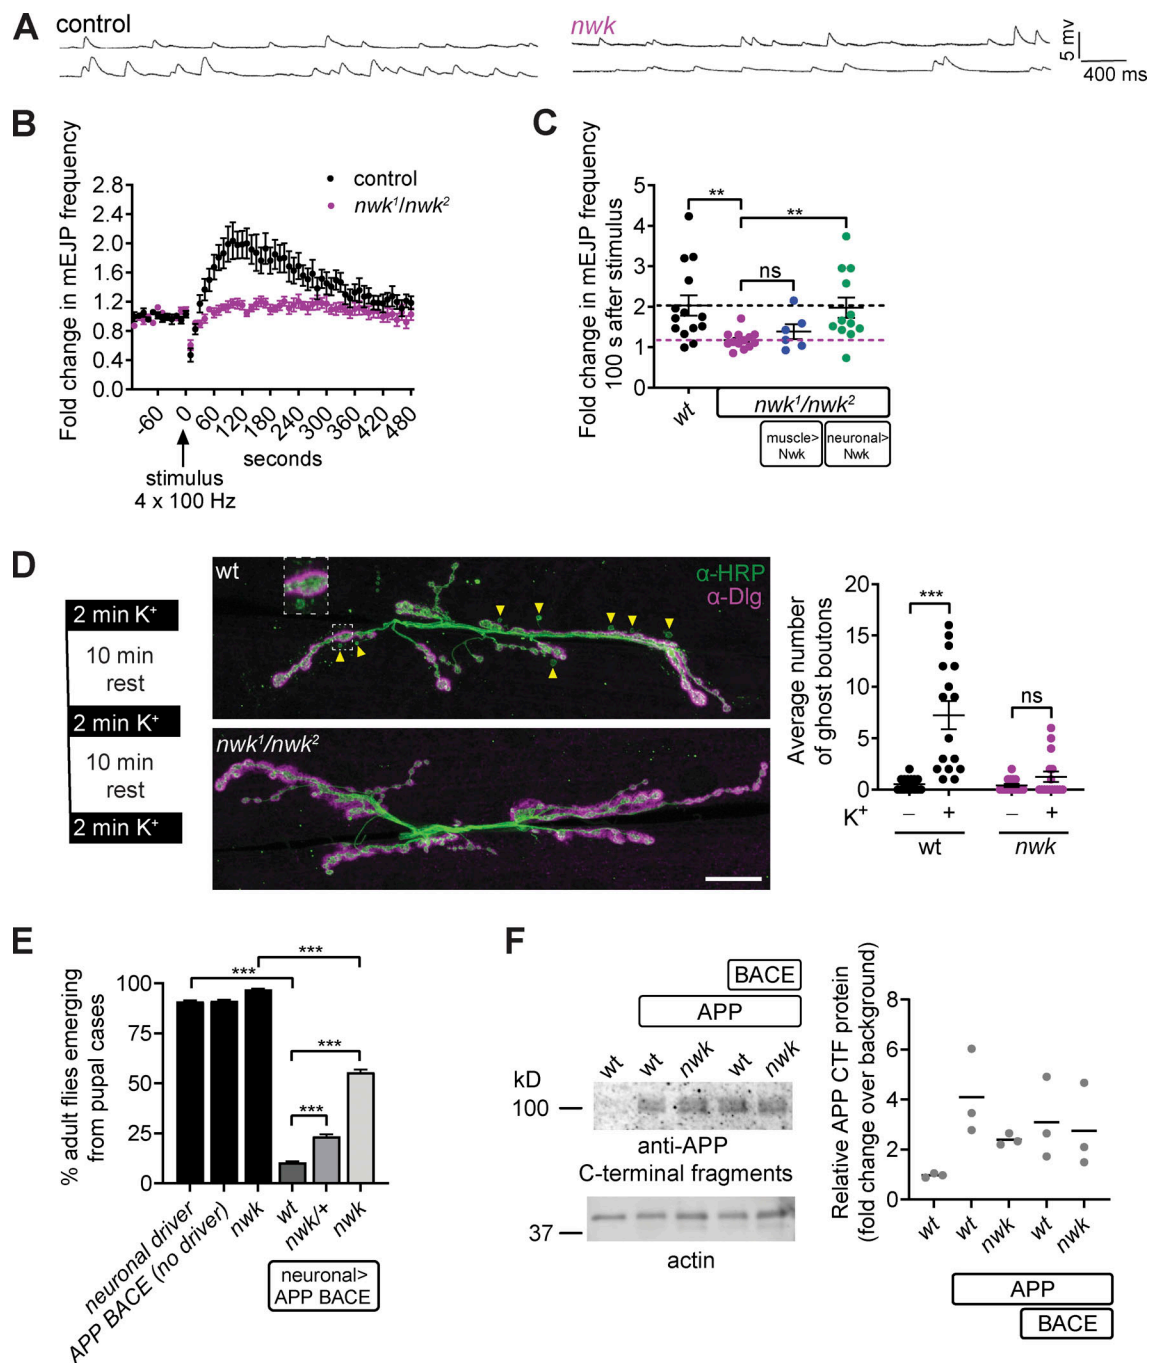 A
control
nwk
5 mv
400 ms
B
Fold change in mEJP frequency
2.8
2.4
2.0
1.6
1.2
0.8
0.4
0.0
control
nwk¹/nwk²
-60
0
60
120
180
240
300
360
420
480
seconds
stimulus
4 x 100 Hz
C
Fold change in mEJP frequency
100 s after stimulus
5
4
3
2
1
0
**
**
ns
wt
nwk¹/nwk²
muscle>
Nwk
neuronal>
Nwk
D
2 min K⁺
10 min
rest
2 min K⁺
10 min
rest
2 min K⁺
wt
α-HRP
α-Dlg
nwk¹/nwk²
Average number
of ghost boutons
20
15
10
5
0
***
ns
K⁺
– + – +
wt
nwk
E
% adult flies emerging
from pupal cases
100
75
50
25
0
***
***
***
***
neuronal driver
APP BACE (no driver)
nwk
wt
nwk/+
nwk
neuronal>
APP BACE
F
BACE
APP
wt
wt
nwk
wt
nwk
kD
100
anti-APP
C-terminal fragments
37
actin
Relative APP CTF protein
(fold change over background)
8
6
4
2
0
wt
wt
nwk
wt
nwk
APP
BACE